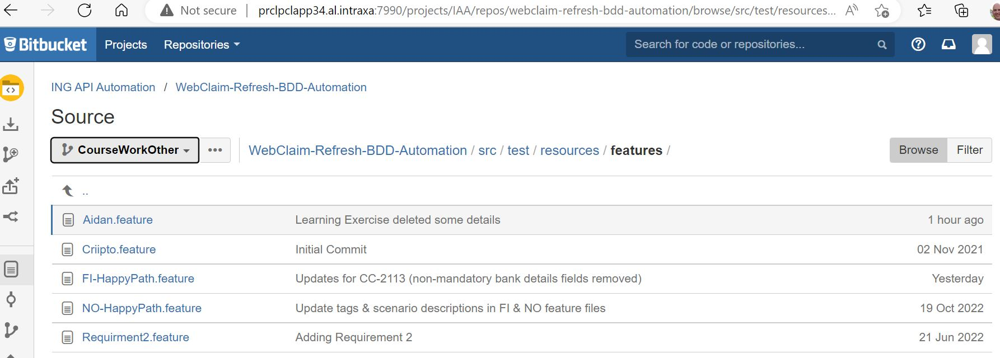 Not secure | prclpclapp34.al.intraxa:7990/projects/IAA/repos/webclaim-refresh-bdd-automation/browse/src/test/resources...
Bitbucket Projects Repositories Search for code or repositories...
ING API Automation / WebClaim-Refresh-BDD-Automation
Source
CourseWorkOther ••• WebClaim-Refresh-BDD-Automation / src / test / resources / features / Browse Filter
..
Aidan.feature Learning Exercise deleted some details 1 hour ago
Criipto.feature Initial Commit 02 Nov 2021
FI-HappyPath.feature Updates for CC-2113 (non-mandatory bank details fields removed) Yesterday
NO-HappyPath.feature Update tags & scenario descriptions in FI & NO feature files 19 Oct 2022
Requirment2.feature Adding Requirement 2 21 Jun 2022